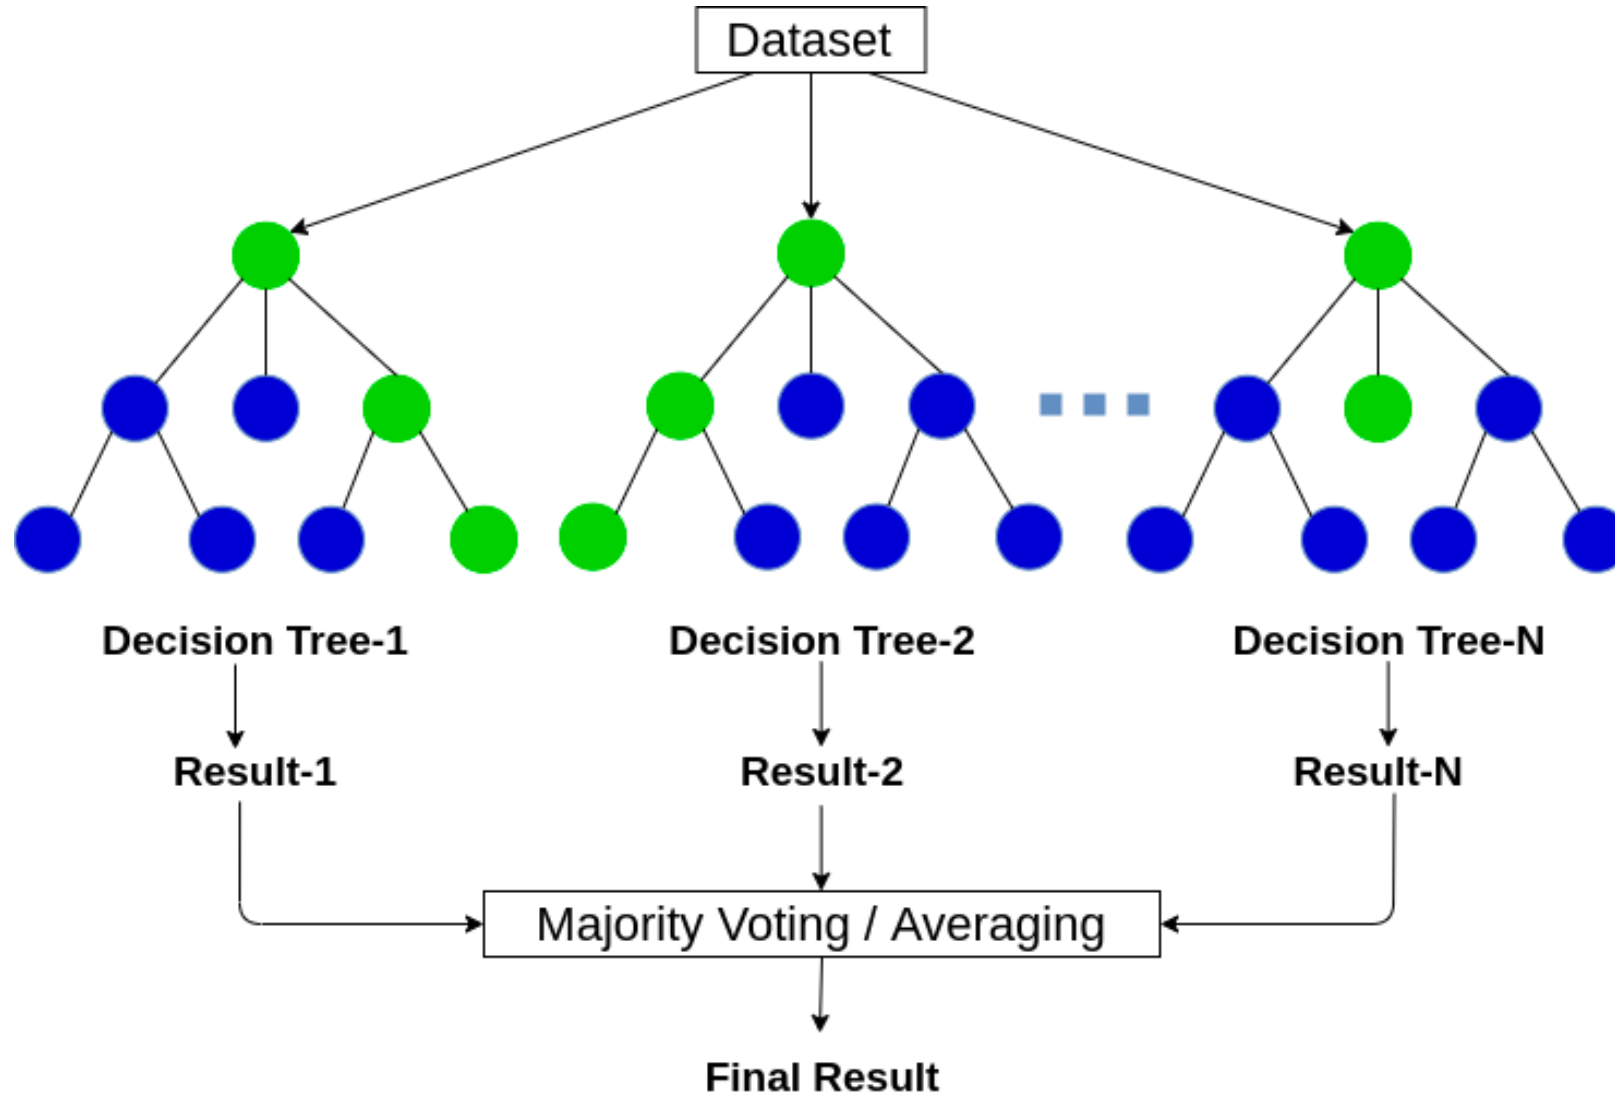 Dataset
Decision Tree-1
Decision Tree-2
Decision Tree-N
Result-1
Result-2
Result-N
Majority Voting / Averaging
Final Result